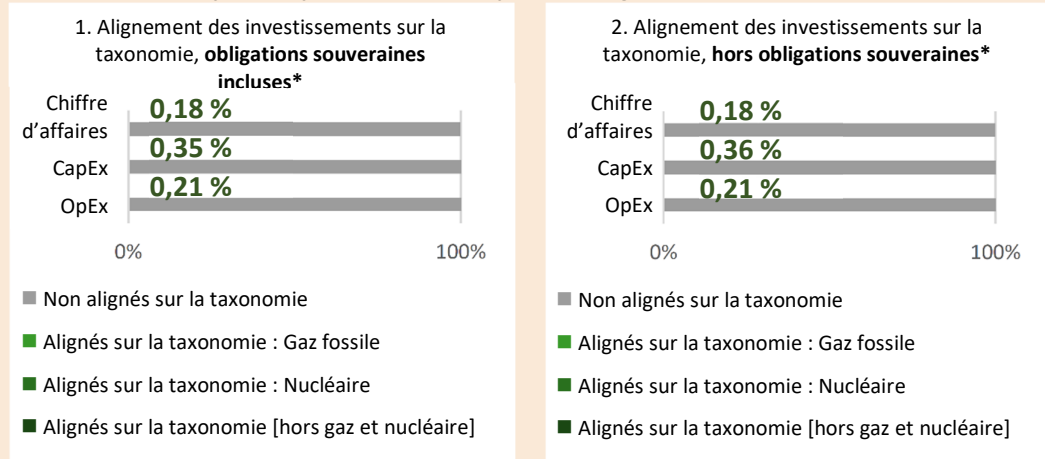 1. Alignement des investissements sur la
taxonomie, obligations souveraines
incluses*
Chiffre
d’affaires
0,18 %
CapEx
0,35 %
OpEx
0,21 %
0%
100%
Non alignés sur la taxonomie
Alignés sur la taxonomie : Gaz fossile
Alignés sur la taxonomie : Nucléaire
Alignés sur la taxonomie [hors gaz et nucléaire]
2. Alignement des investissements sur la
taxonomie, hors obligations souveraines*
Chiffre
d’affaires
0,18 %
CapEx
0,36 %
OpEx
0,21 %
0%
100%
Non alignés sur la taxonomie
Alignés sur la taxonomie : Gaz fossile
Alignés sur la taxonomie : Nucléaire
Alignés sur la taxonomie [hors gaz et nucléaire]